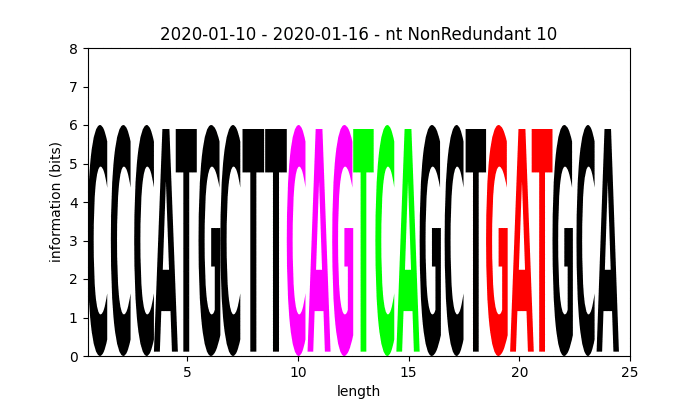 2020-01-10 - 2020-01-16 - nt NonRedundant 10
8
7
6
5
4
3
2
1
0
information (bits)
CCCATGCTTCAGTCAGCTGATGCA
5 10 15 20 25
length